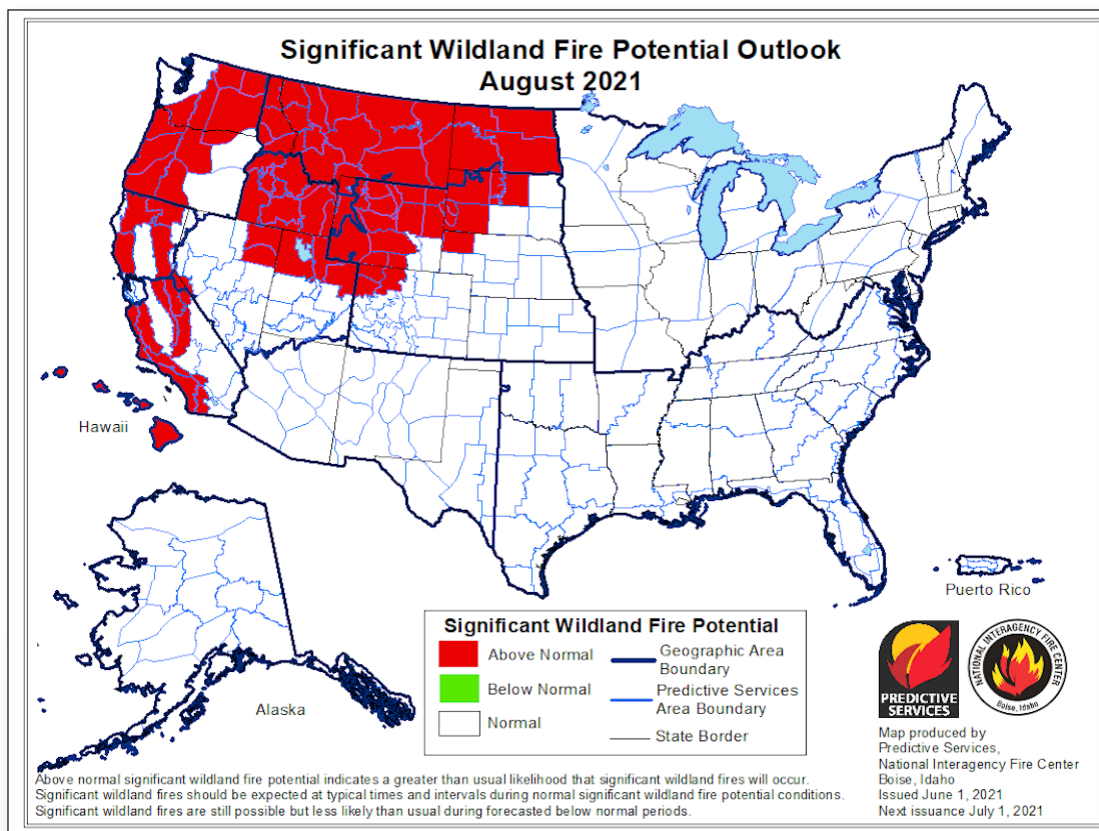 Significant Wildland Fire Potential Outlook
August 2021
Hawaii
Alaska
Puerto Rico
Significant Wildland Fire Potential
Above Normal
Below Normal
Normal
Geographic Area
Boundary
Predictive Services
Area Boundary
State Border
PREDICTIVE
SERVICES
NATIONAL INTERAGENCY FIRE CENTER
Boise, Idaho
Map produced by
Predictive Services,
National Interagency Fire Center
Boise, Idaho
Issued June 1, 2021
Next issuance July 1, 2021
Above normal significant wildland fire potential indicates a greater than usual likelihood that significant wildland fires will occur.
Significant wildland fires should be expected at typical times and intervals during normal significant wildland fire potential conditions.
Significant wildland fires are still possible but less likely than usual during forecasted below normal periods.